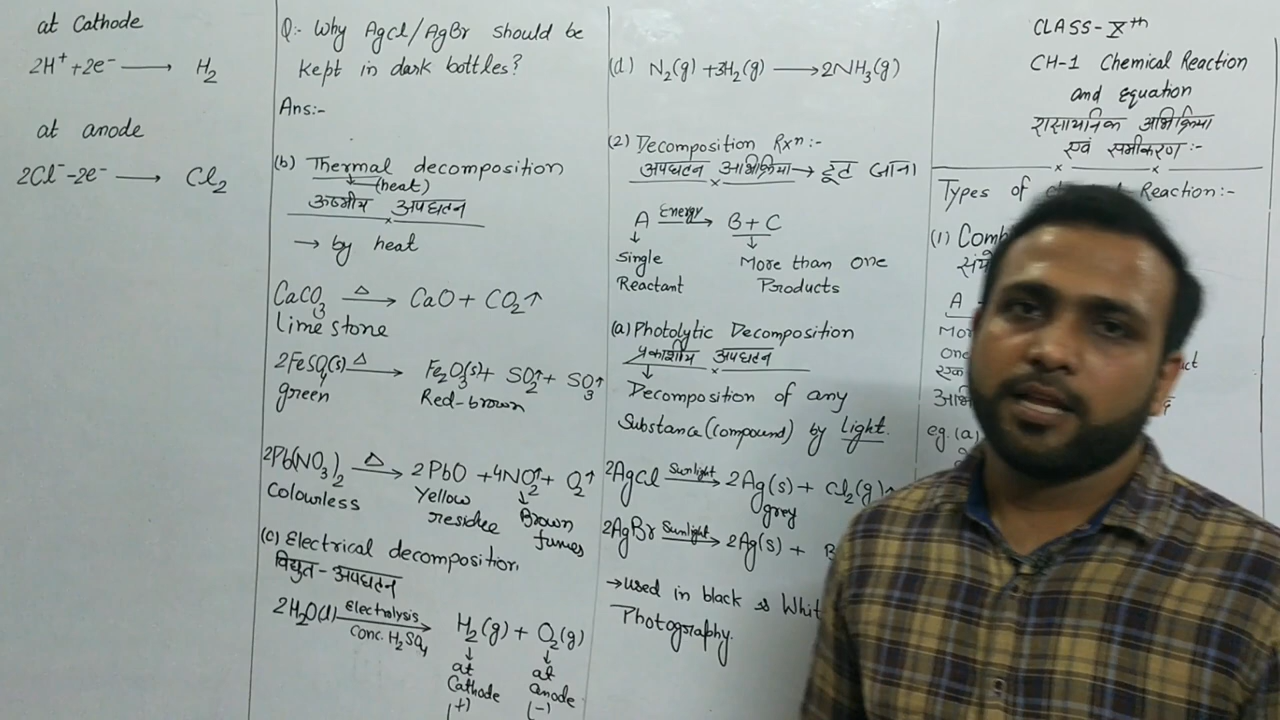 at Cathode
2H⁺ + 2e⁻ ⟶ H₂
at anode
2Cl⁻ - 2e⁻ ⟶ Cl₂
Q:- Why AgCl/AgBr should be
kept in dark bottles?
Ans:-
(b) Thermal decomposition
↳(heat)
ऊष्मीय अपघटन
→ by heat
CaCO₃ –Δ→ CaO + CO₂↑
lime stone
2FeSO₄(s) –Δ→ Fe₂O₃(s) + SO₂↑ + SO₃↑
green Red-brown
2Pb(NO₃)₂ –Δ→ 2PbO + 4NO₂↑ + O₂↑
Colourless Yellow residue Brown fumes
(c) Electrical decomposition
विद्युत-अपघटन
2H₂O(l) –Electrolysis Conc. H₂SO₄→ H₂(g) + O₂(g)
↓ ↓
at at
Cathode anode
(+) (-)
(d) N₂(g) + 3H₂(g) ⟶ 2NH₃(g)
(2) Decomposition Rxⁿ:-
अपघटन अभिक्रिया → टूट जाना
A –Energy→ B + C
↓ ↓
Single More than one
Reactant Products
(a) Photolytic Decomposition
प्रकाशीय अपघटन
↓
Decomposition of any
Substance (compound) by light.
2AgCl –Sunlight→ 2Ag(s) + Cl₂(g)↑
grey
2AgBr –Sunlight→ 2Ag(s) + B
→ used in black & Whit
Photography.
CLASS-Xᵗʰ
CH-1 Chemical Reaction
and Equation
रासायनिक अभिक्रिया
एवं समीकरण:-
Types of Reaction:-
(1) Comb
संयो
A
Mor
one
एक
अभि
eg. (a)